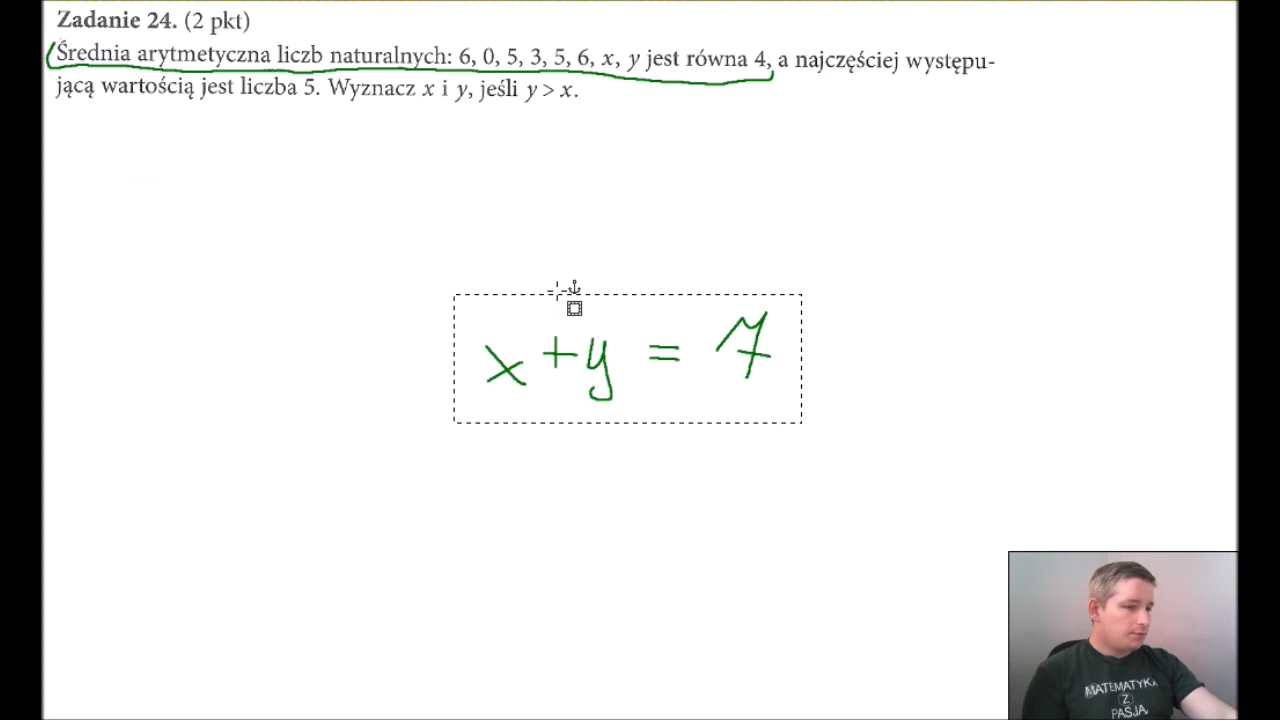 Zadanie 24. (2 pkt)
Średnia arytmetyczna liczb naturalnych: 6, 0, 5, 3, 5, 6, x, y jest równa 4, a najczęściej występu-
jącą wartością jest liczba 5. Wyznacz x i y, jeśli y > x.
x + y = 7
MATEMATYKA
Z
PASJĄ